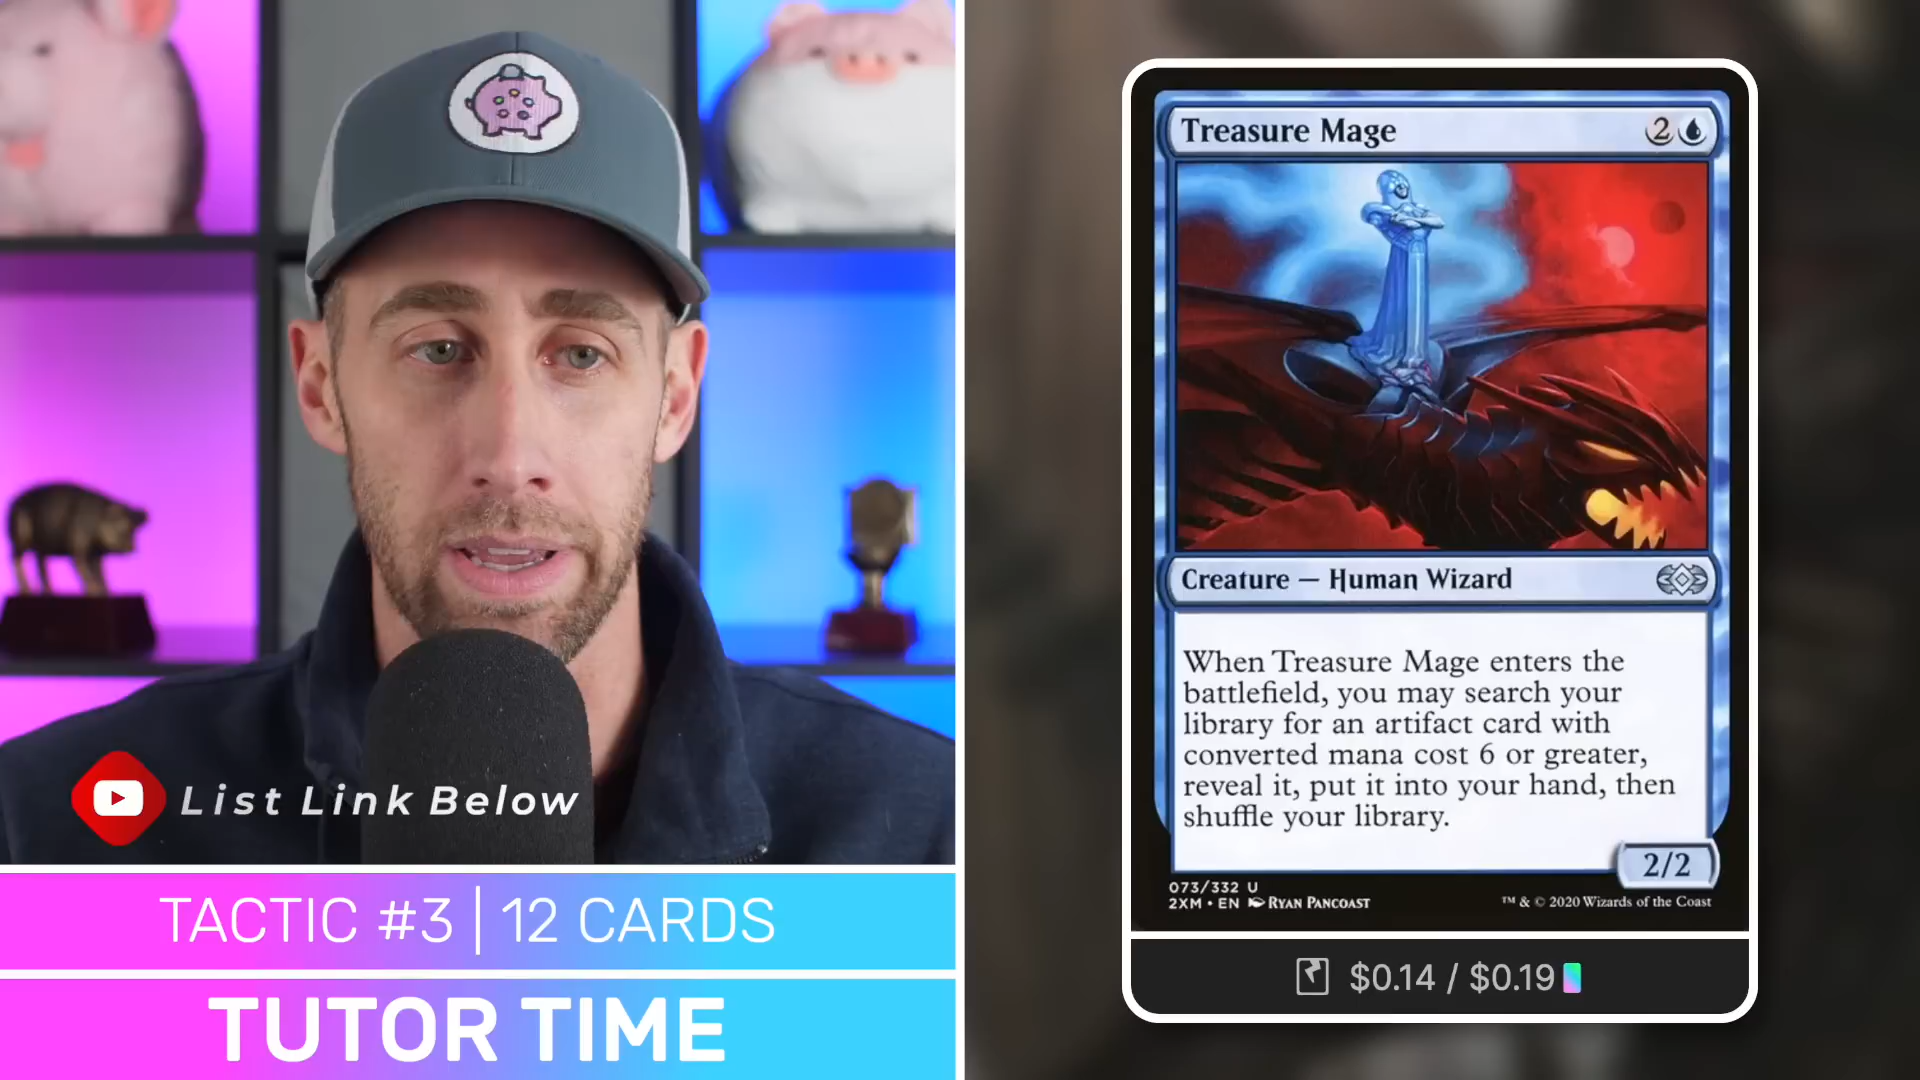 List Link Below
TACTIC #3 | 12 CARDS
TUTOR TIME
Treasure Mage
2
Creature — Human Wizard
When Treasure Mage enters the
battlefield, you may search your
library for an artifact card with
converted mana cost 6 or greater,
reveal it, put it into your hand, then
shuffle your library.
2/2
073/332 U
2XM • EN RYAN PANCOAST
™ & © 2020 Wizards of the Coast
$0.14 / $0.19